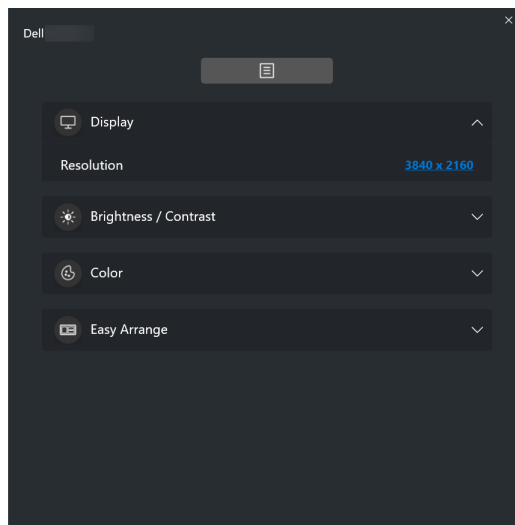 Dell
Display
Resolution 3840 x 2160
Brightness / Contrast
Color
Easy Arrange